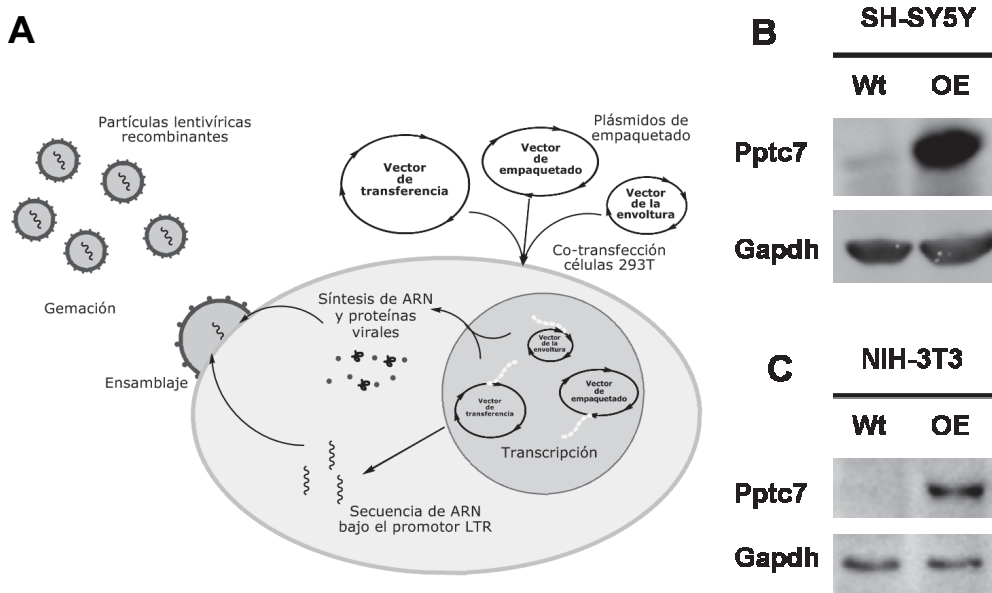 A
Partículas lentivíricas
recombinantes
Vector
de
transferencia
Vector
de
empaquetado
Plásmidos de
empaquetado
Vector
de la
envoltura
Co-transfección
células 293T
Gemación
Síntesis de ARN
y proteínas
virales
Vector
de la
envoltura
Vector
de
empaquetado
Vector
de
transferencia
Ensamblaje
Transcripción
Secuencia de ARN
bajo el promotor LTR
B
SH-SY5Y
Wt OE
Pptc7
Gapdh
C
NIH-3T3
Wt OE
Pptc7
Gapdh